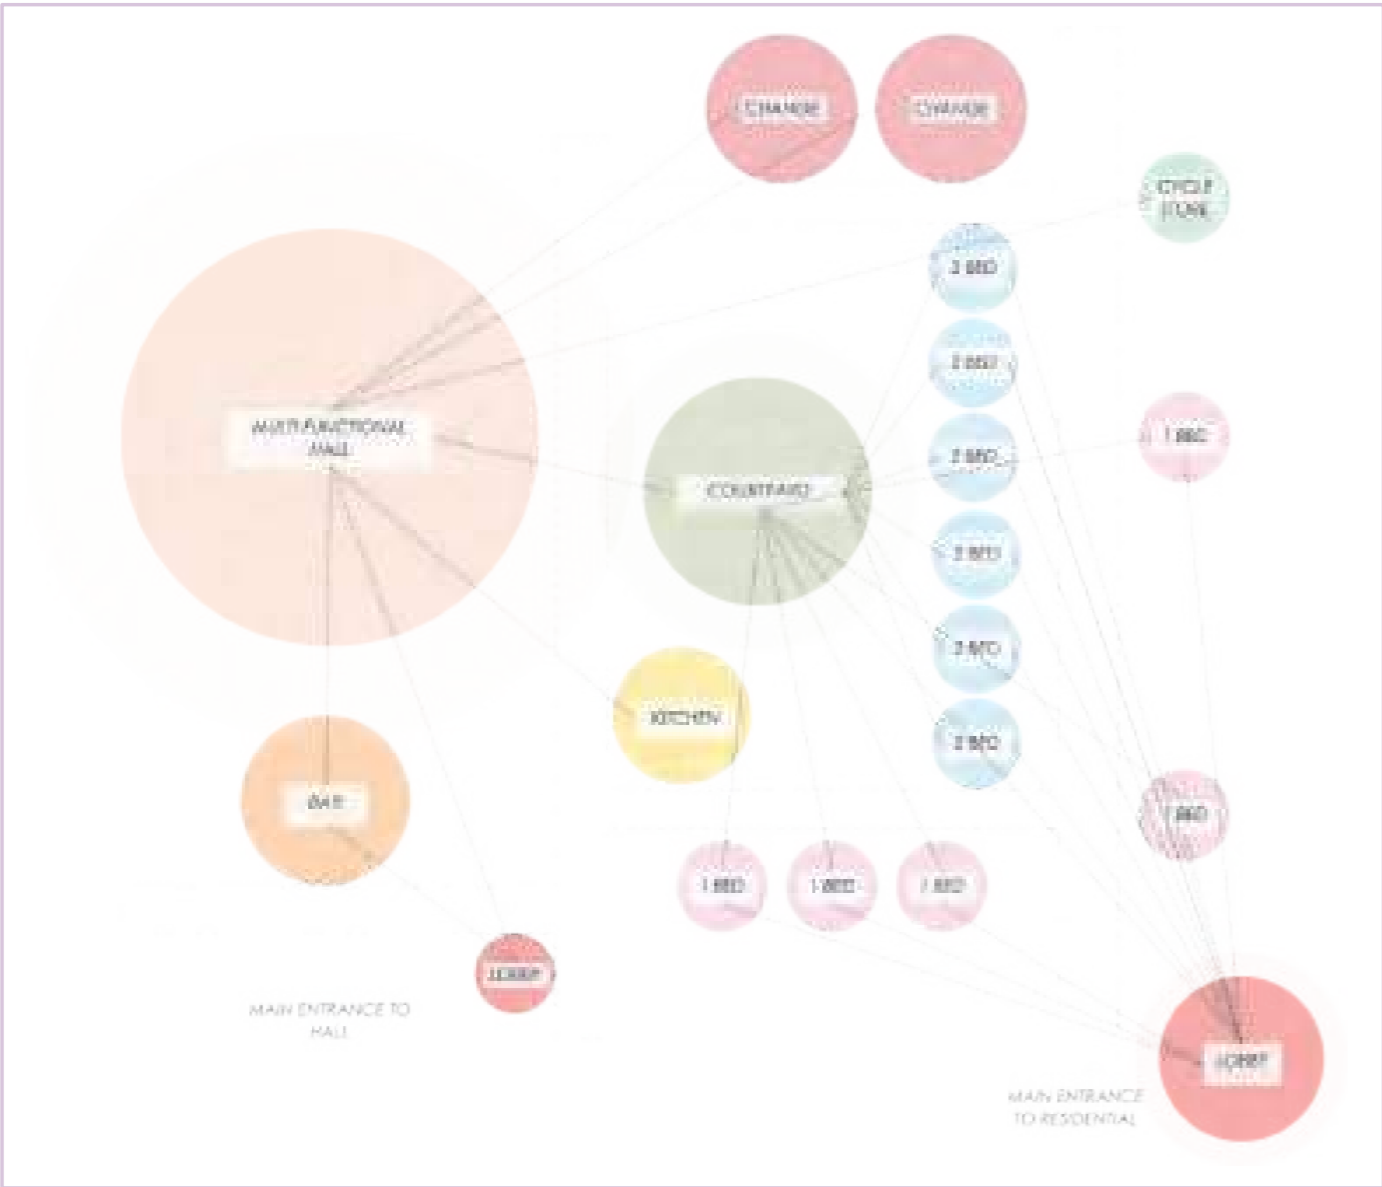 CHANGE
CHANGE
CYCLE
STORE
2 BED
2 BED
MULTI-FUNCTIONAL
HALL
1 BED
2 BED
COURTYARD
2 BED
2 BED
KITCHEN
2 BED
BAR
1 BED
1 BED
1 BED
1 BED
LOBBY
MAIN ENTRANCE TO
HALL
LOBBY
MAIN ENTRANCE
TO RESIDENTIAL